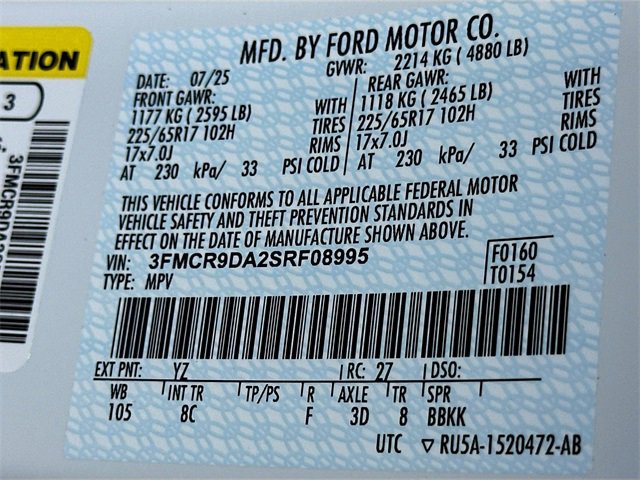 ATION
3
3FMCR9DA2S
MFD. BY FORD MOTOR CO.
DATE: 07/25 GVWR: 2214 KG ( 4880 LB)
FRONT GAWR: WITH REAR GAWR: WITH
1177 KG ( 2595 LB) TIRES 1118 KG ( 2465 LB) TIRES
225/65R17 102H RIMS 225/65R17 102H RIMS
17x7.0J 17x7.0J
AT 230 kPa/ 33 PSI COLD AT 230 kPa/ 33 PSI COLD
THIS VEHICLE CONFORMS TO ALL APPLICABLE FEDERAL MOTOR
VEHICLE SAFETY AND THEFT PREVENTION STANDARDS IN
EFFECT ON THE DATE OF MANUFACTURE SHOWN ABOVE.
VIN: 3FMCR9DA2SRF08995 F0160
TYPE: MPV T0154
EXT PNT: YZ RC: 27 DSO:
WB INT TR TP/PS R AXLE TR SPR
105 8C F 3D 8 BBKK
UTC ▽ RU5A-1520472-AB